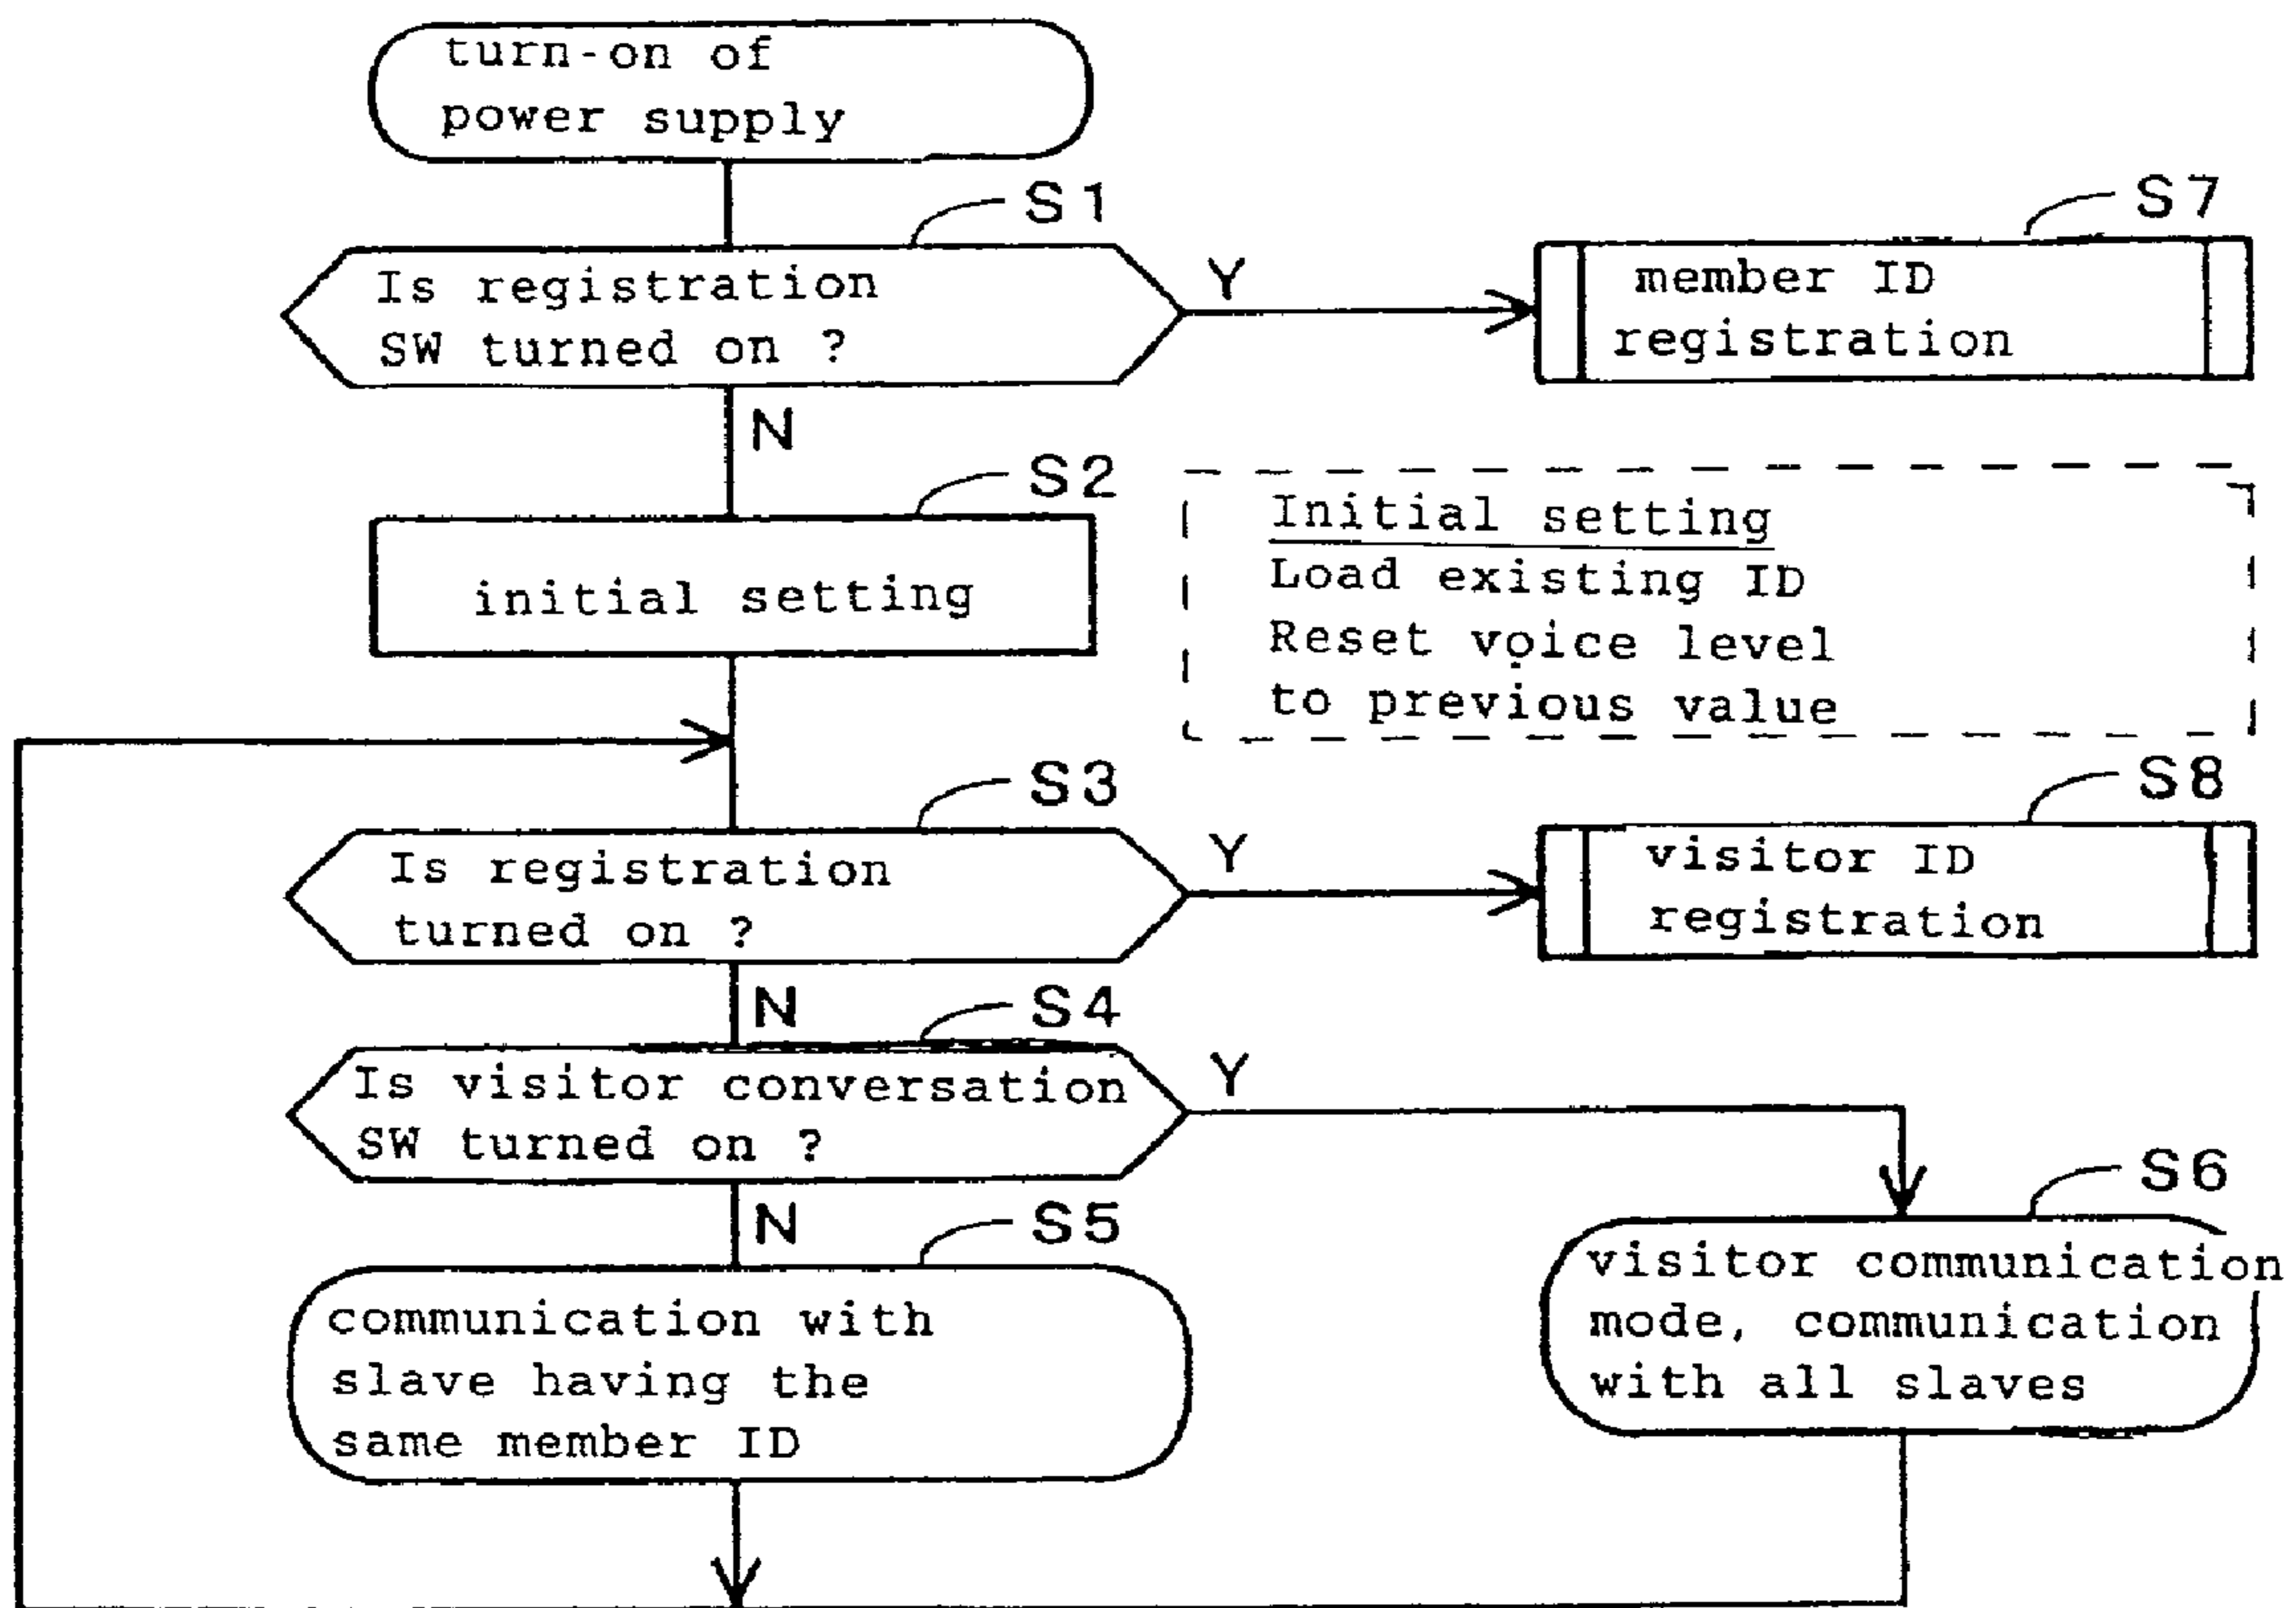 turn-on of
power supply
S1
Is registration
SW turned on ?
Y
S7
member ID
registration
N
S2
initial setting
Initial setting
Load existing ID
Reset voice level
to previous value
S3
Is registration
turned on ?
Y
S8
visitor ID
registration
N
S4
Is visitor conversation
SW turned on ?
Y
N
S5
communication with
slave having the
same member ID
S6
visitor communication
mode, communication
with all slaves